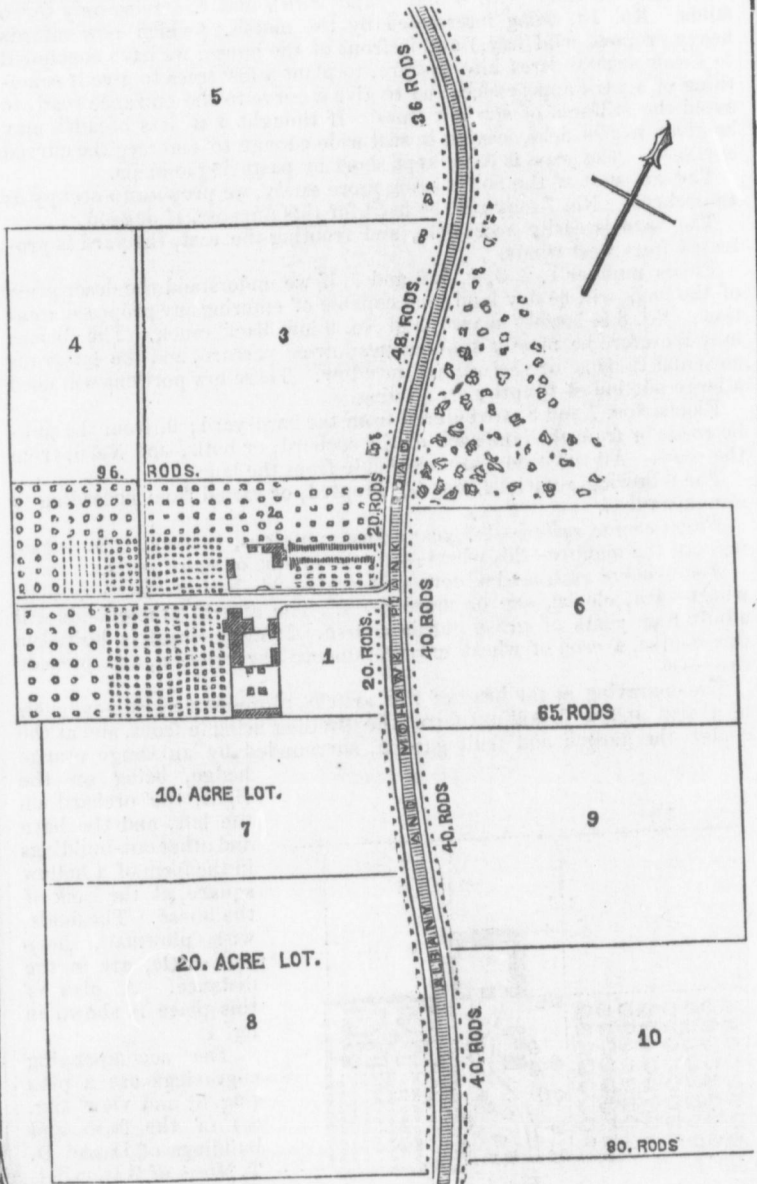 5
36 RODS
4
3
48. RODS.
96. RODS.
2
20. RODS
ALBANY AND MOHAWK PLANK ROAD
6
40. RODS
1
20. RODS.
65. RODS
10. ACRE LOT.
7
9
40. RODS
20. ACRE LOT.
8
10
40. RODS.
80. RODS